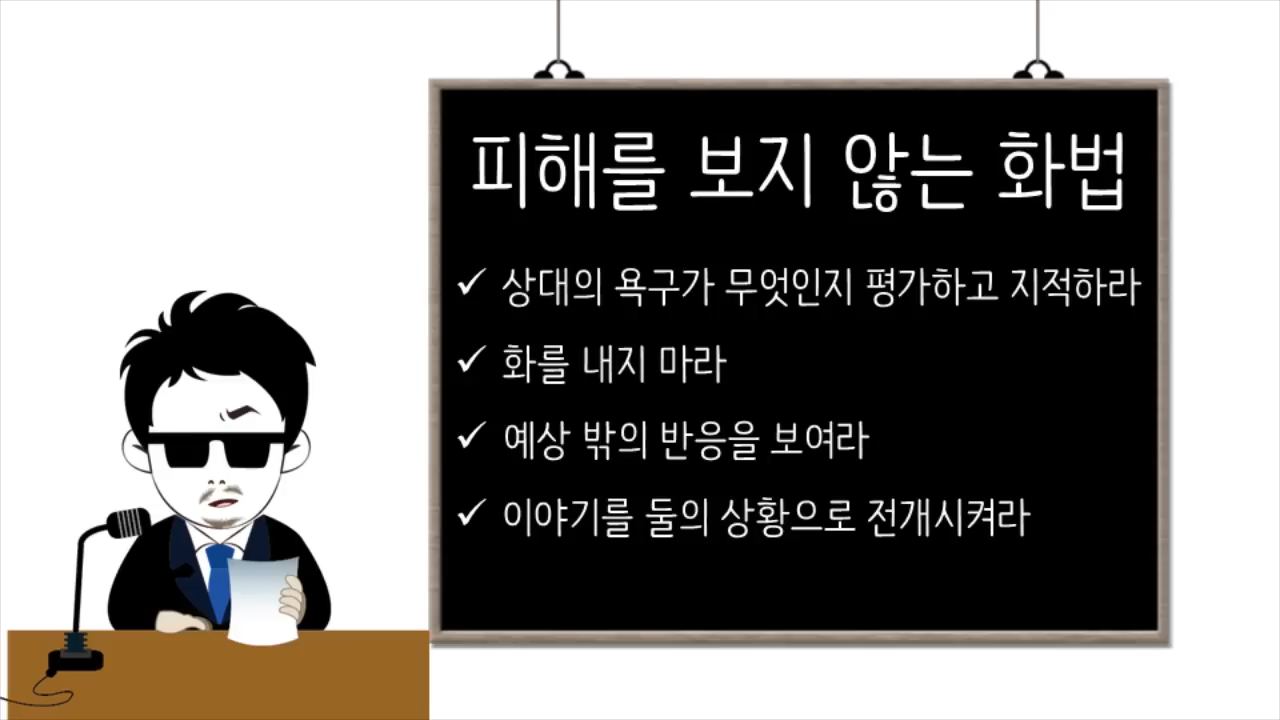 피해를 보지 않는 화법
✓ 상대의 욕구가 무엇인지 평가하고 지적하라
✓ 화를 내지 마라
✓ 예상 밖의 반응을 보여라
✓ 이야기를 둘의 상황으로 전개시켜라